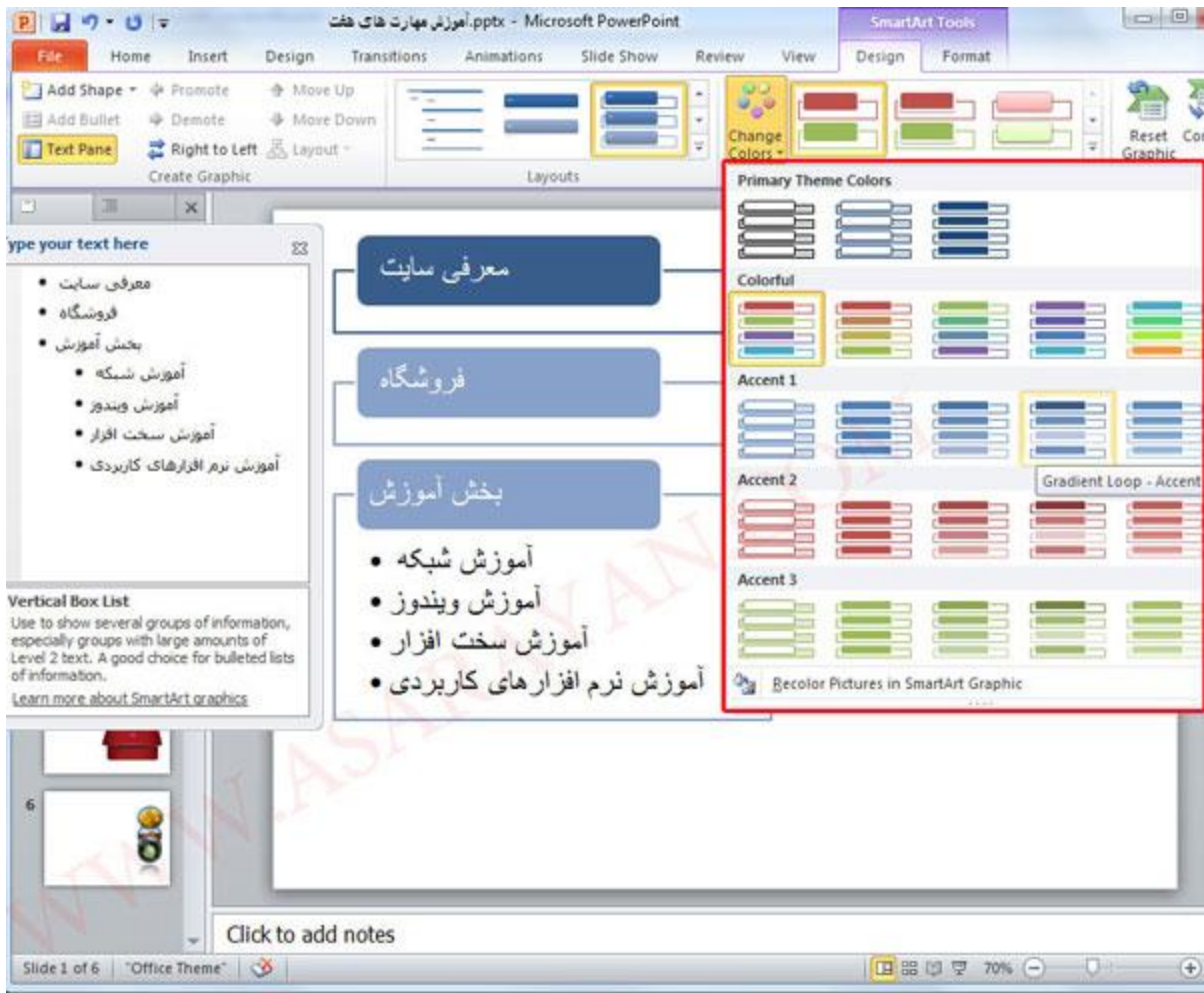 آموزش مهارت های هفت.pptx - Microsoft PowerPoint
SmartArt Tools
File Home Insert Design Transitions Animations Slide Show Review View Design Format
Add Shape Promote Move Up
Add Bullet Demote Move Down
Text Pane Right to Left Layout
Create Graphic
Layouts
Change Colors
Reset Graphic
Type your text here
معرفی سایت
فروشگاه
بخش آموزش
آموزش شبکه
آموزش ویندوز
آموزش سخت افزار
آموزش نرم افزارهای کاربردی
Vertical Box List
Use to show several groups of information,
especially groups with large amounts of
Level 2 text. A good choice for bulleted lists
of information.
Learn more about SmartArt graphics
معرفی سایت
فروشگاه
بخش آموزش
آموزش شبکه
آموزش ویندوز
آموزش سخت افزار
آموزش نرم افزارهای کاربردی
Primary Theme Colors
Colorful
Accent 1
Gradient Loop - Accent
Accent 2
Accent 3
Recolor Pictures in SmartArt Graphic
WWW.ASARAYAN.COM
6
Click to add notes
Slide 1 of 6 "Office Theme" 70%